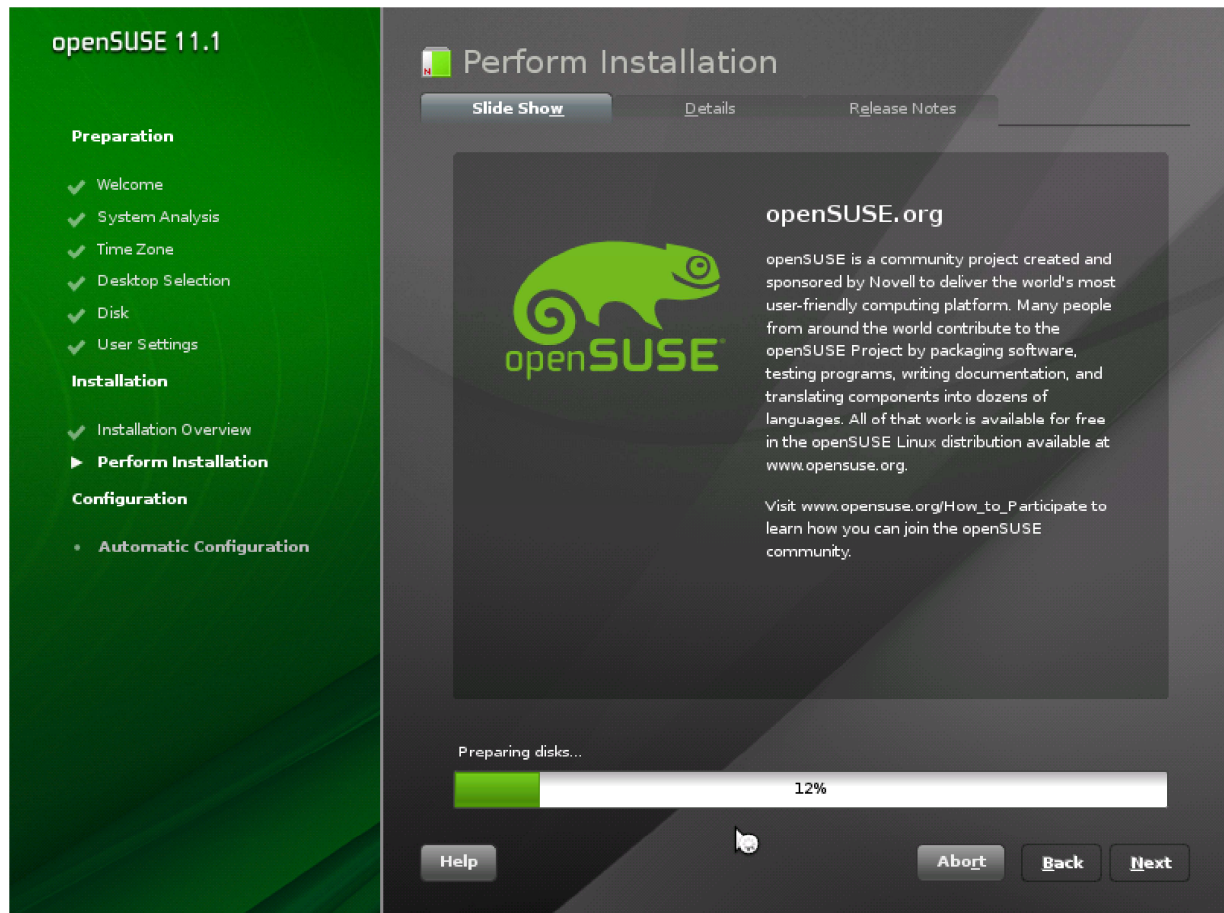 openSUSE 11.1
Preparation
Welcome
System Analysis
Time Zone
Desktop Selection
Disk
User Settings
Installation
Installation Overview
Perform Installation
Configuration
Automatic Configuration
N
Perform Installation
Slide Show
Details
Release Notes
openSUSE
openSUSE.org
openSUSE is a community project created and
sponsored by Novell to deliver the world's most
user-friendly computing platform. Many people
from around the world contribute to the
openSUSE Project by packaging software,
testing programs, writing documentation, and
translating components into dozens of
languages. All of that work is available for free
in the openSUSE Linux distribution available at
www.opensuse.org.
Visit www.opensuse.org/How_to_Participate to
learn how you can join the openSUSE
community.
Preparing disks...
12%
Help
Abort
Back
Next